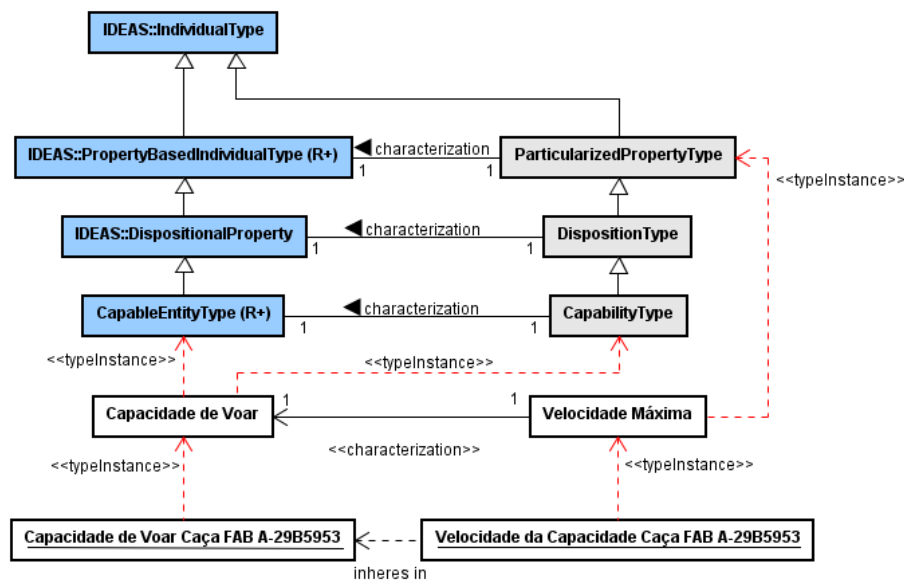 IDEAS::IndividualType
IDEAS::PropertyBasedIndividualType (R+)
characterization
1
1
ParticularizedPropertyType
<<typeInstance>>
IDEAS::DispositionalProperty
characterization
1
1
DispositionType
CapableEntityType (R+)
characterization
1
1
CapabilityType
<<typeInstance>>
<<typeInstance>>
Capacidade de Voar
1
1
Velocidade Máxima
<<characterization>>
<<typeInstance>>
<<typeInstance>>
Capacidade de Voar Caça FAB A-29B5953
Velocidade da Capacidade Caça FAB A-29B5953
inheres in